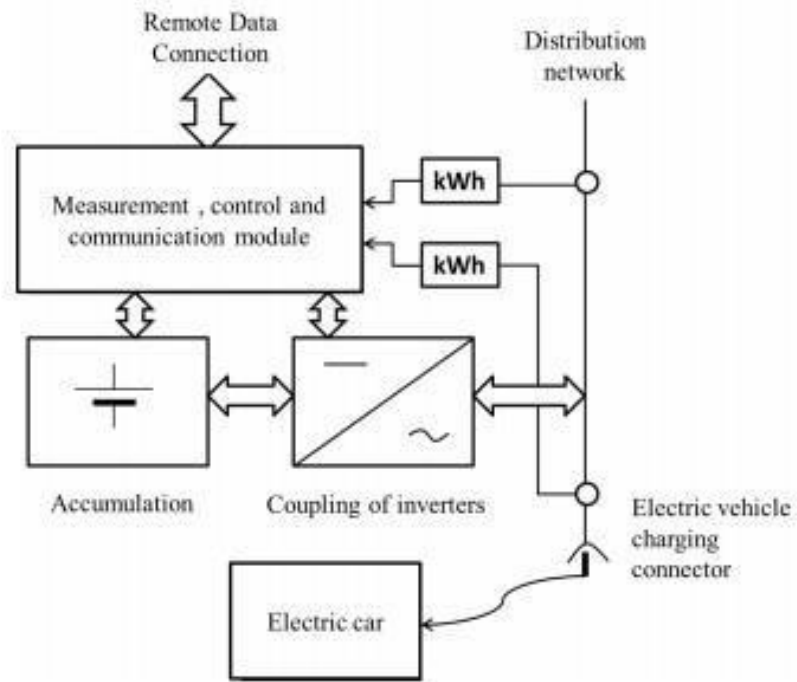 Remote Data
Connection
Distribution
network
kWh
Measurement , control and
communication module
kWh
Accumulation
Coupling of inverters
Electric vehicle
charging
connector
Electric car